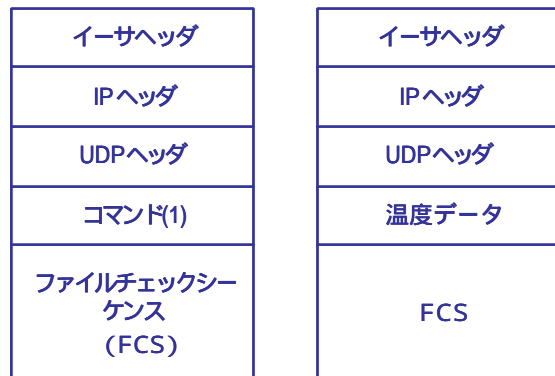 イーサヘッダ
IPヘッダ
UDPヘッダ
コマンド(1)
ファイルチェックシー
ケンス
(FCS)
イーサヘッダ
IPヘッダ
UDPヘッダ
温度データ
FCS